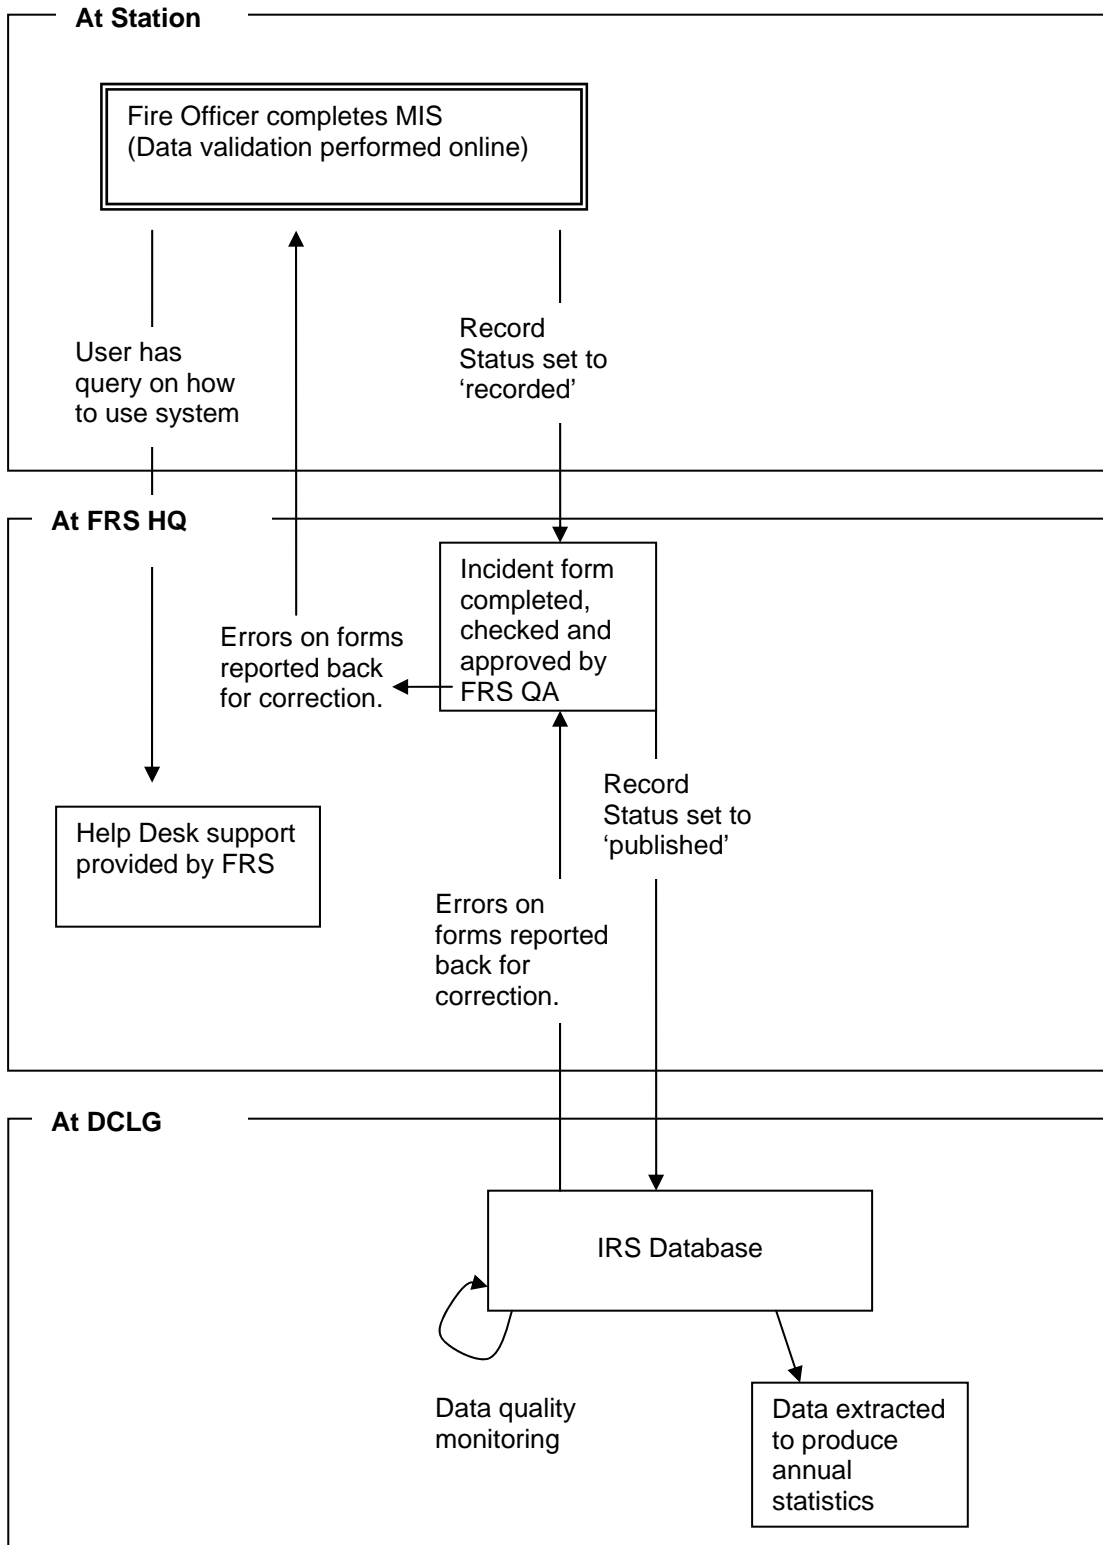 At Station
Fire Officer completes MIS
(Data validation performed online)
User has
query on how
to use system
Record
Status set to
‘recorded’
At FRS HQ
Incident form
completed,
checked and
approved by
FRS QA
Errors on forms
reported back
for correction.
Help Desk support
provided by FRS
Record
Status set to
‘published’
Errors on
forms reported
back for
correction.
At DCLG
IRS Database
Data quality
monitoring
Data extracted
to produce
annual
statistics